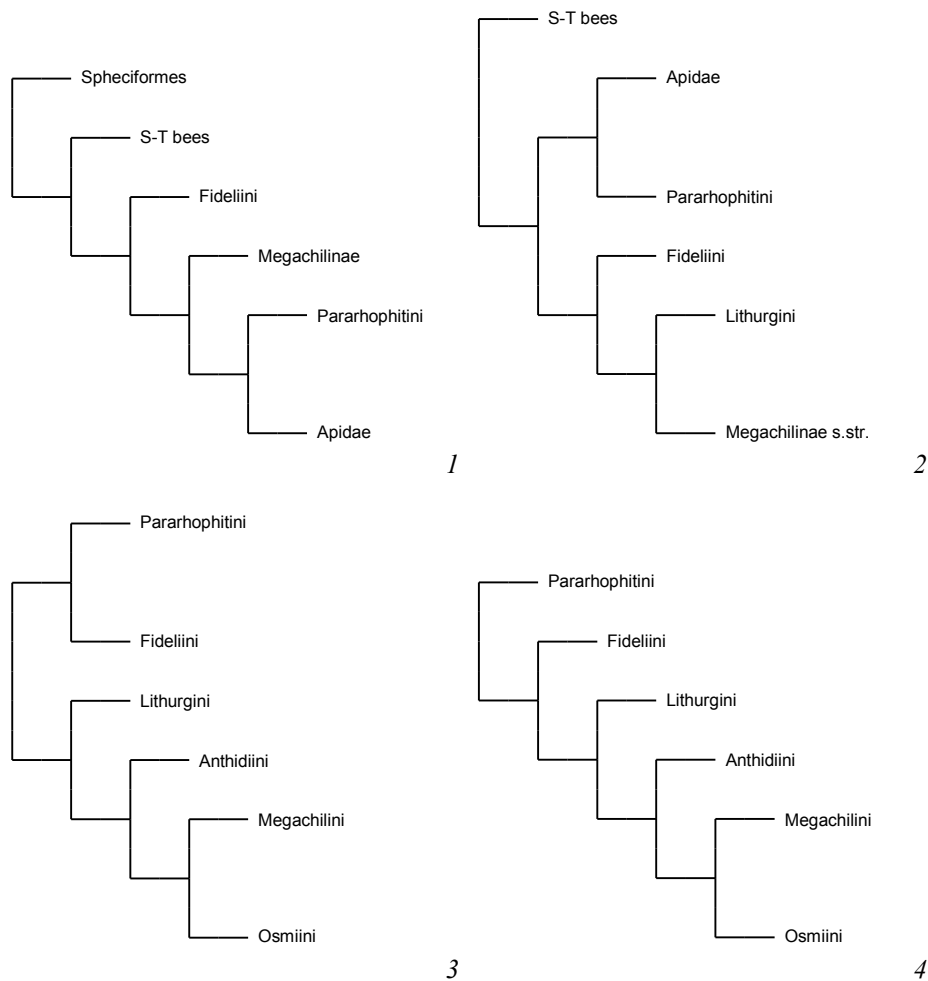 Spheciformes
S-T bees
Fideliini
Megachilinae
Pararhophitini
Apidae
1
S-T bees
Apidae
Pararhophitini
Fideliini
Lithurgini
Megachilinae s.str.
2
Pararhophitini
Fideliini
Lithurgini
Anthidiini
Megachilini
Osmiini
3
Pararhophitini
Fideliini
Lithurgini
Anthidiini
Megachilini
Osmiini
4